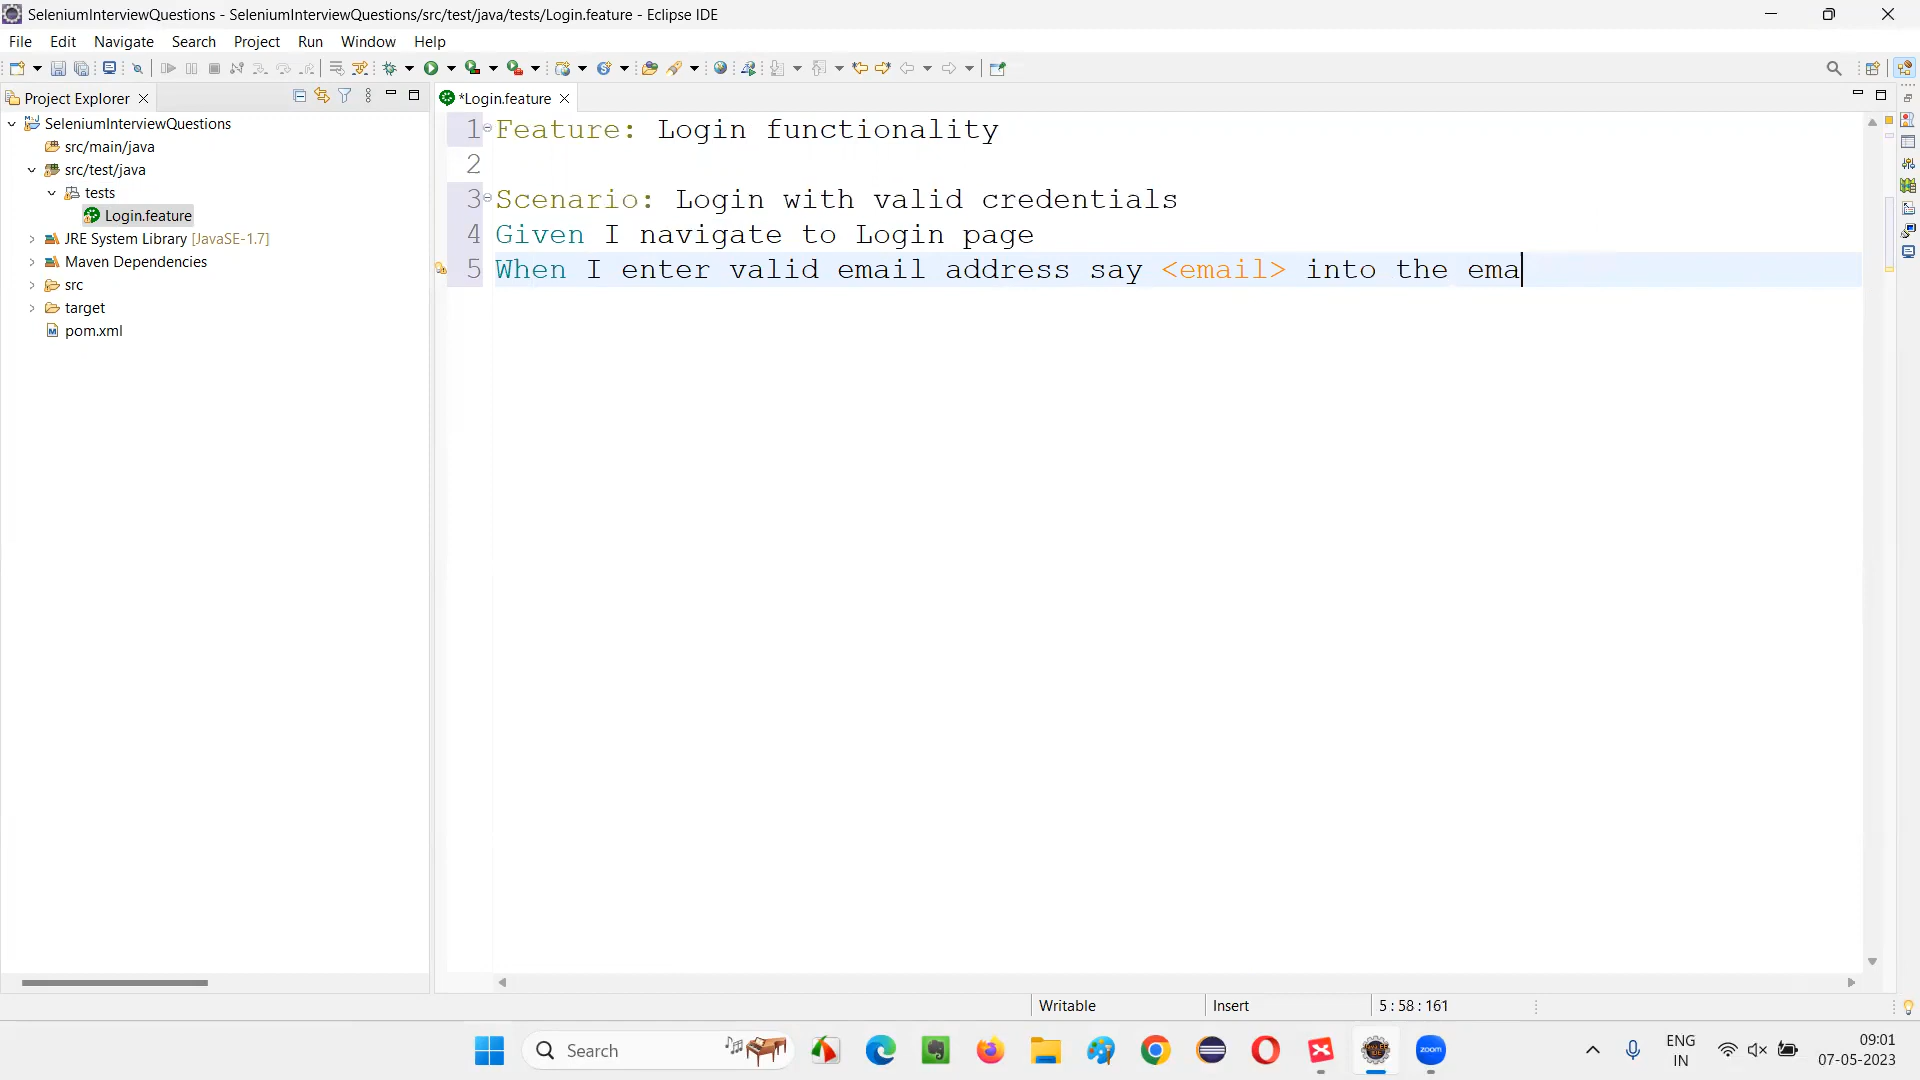 SeleniumInterviewQuestions - SeleniumInterviewQuestions/src/test/java/tests/Login.feature - Eclipse IDE
File Edit Navigate Search Project Run Window Help
Project Explorer
*Login.feature
SeleniumInterviewQuestions
src/main/java
src/test/java
tests
Login.feature
JRE System Library [JavaSE-1.7]
Maven Dependencies
src
target
pom.xml
1 Feature: Login functionality
2
3 Scenario: Login with valid credentials
4 Given I navigate to Login page
5 When I enter valid email address say <email> into the ema
Writable Insert 5 : 58 : 161
Search
zoom
ENG
IN
09:01
07-05-2023